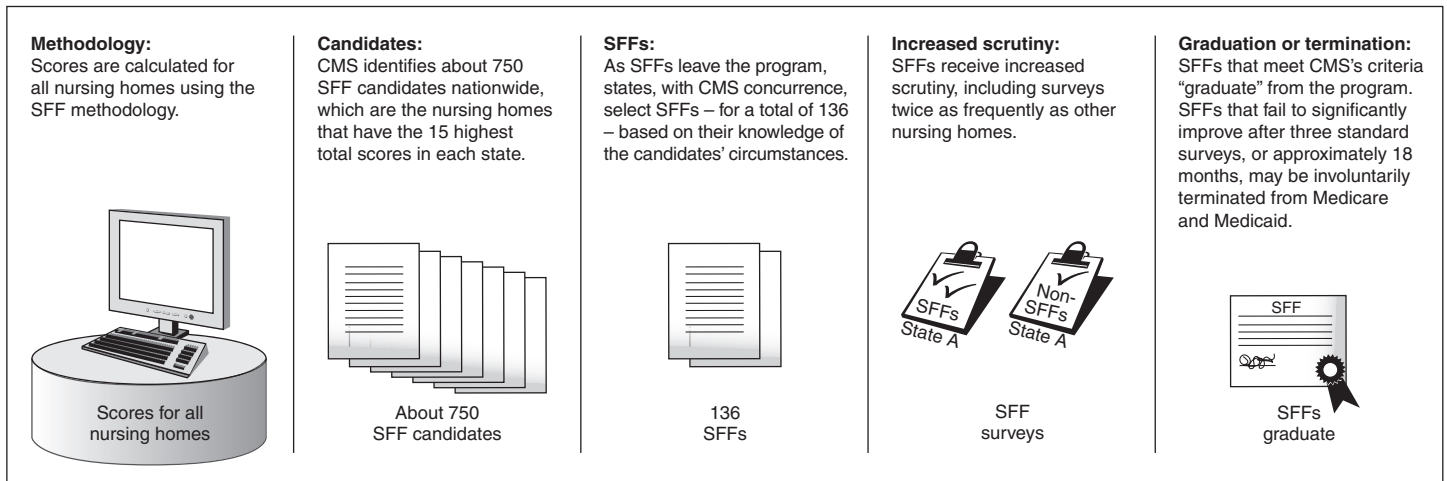 Methodology:
Scores are calculated for
all nursing homes using the
SFF methodology.
Scores for all
nursing homes
Candidates:
CMS identifies about 750
SFF candidates nationwide,
which are the nursing homes
that have the 15 highest
total scores in each state.
About 750
SFF candidates
SFFs:
As SFFs leave the program,
states, with CMS concurrence,
select SFFs – for a total of 136
– based on their knowledge of
the candidates’ circumstances.
136
SFFs
Increased scrutiny:
SFFs receive increased
scrutiny, including surveys
twice as frequently as other
nursing homes.
SFFs
State A
Non-
SFFs
State A
SFF
surveys
Graduation or termination:
SFFs that meet CMS’s criteria
“graduate” from the program.
SFFs that fail to significantly
improve after three standard
surveys, or approximately 18
months, may be involuntarily
terminated from Medicare
and Medicaid.
SFF
SFFs
graduate